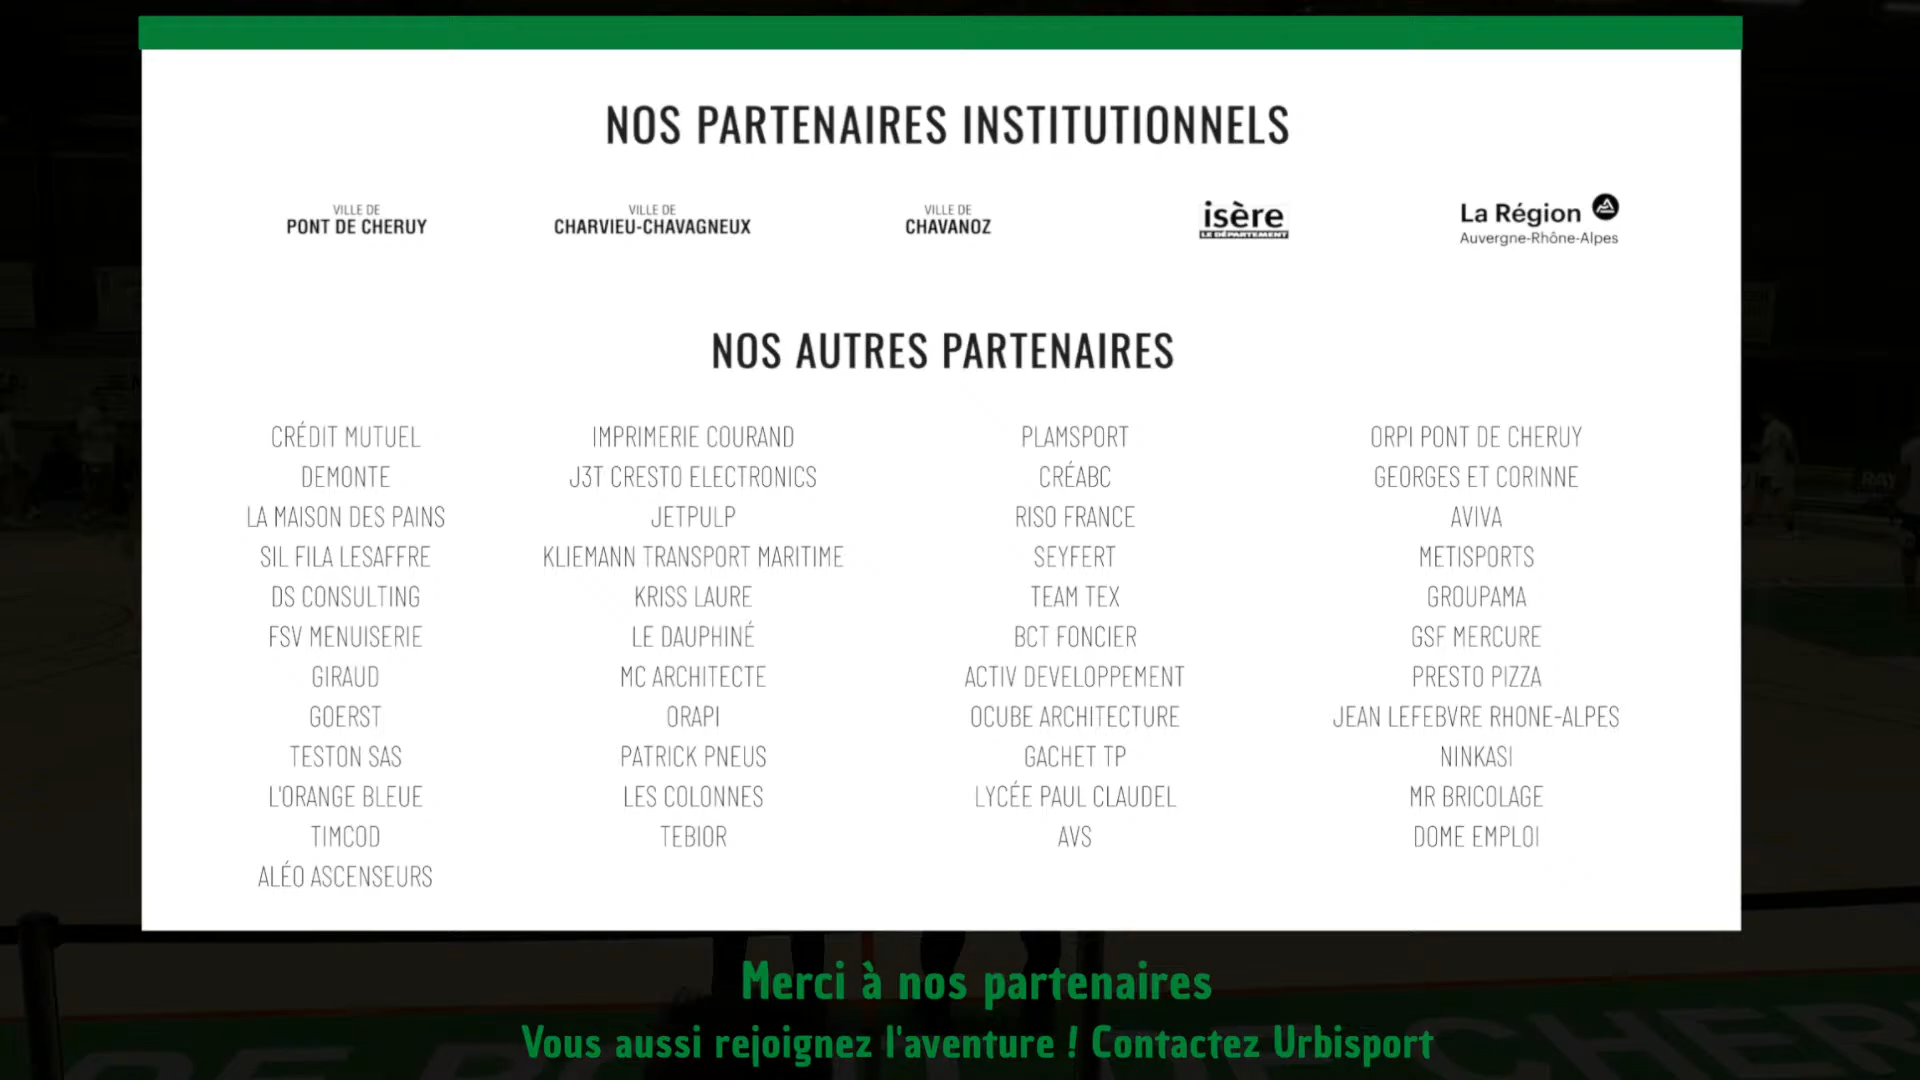 NOS PARTENAIRES INSTITUTIONNELS
VILLE DE
PONT DE CHERUY
VILLE DE
CHARVIEU-CHAVAGNEUX
VILLE DE
CHAVANOZ
isère
LE DÉPARTEMENT
La Région
Auvergne-Rhône-Alpes
NOS AUTRES PARTENAIRES
CRÉDIT MUTUEL
DEMONTE
LA MAISON DES PAINS
SIL FILA LESAFFRE
DS CONSULTING
FSV MENUISERIE
GIRAUD
GOERST
TESTON SAS
L'ORANGE BLEUE
TIMCOD
ALÉO ASCENSEURS
IMPRIMERIE COURAND
J3T CRESTO ELECTRONICS
JETPULP
KLIEMANN TRANSPORT MARITIME
KRISS LAURE
LE DAUPHINÉ
MC ARCHITECTE
ORAPI
PATRICK PNEUS
LES COLONNES
TEBIOR
PLAMSPORT
CRÉABC
RISO FRANCE
SEYFERT
TEAM TEX
BCT FONCIER
ACTIV DEVELOPPEMENT
OCUBE ARCHITECTURE
GACHET TP
LYCÉE PAUL CLAUDEL
AVS
ORPI PONT DE CHERUY
GEORGES ET CORINNE
AVIVA
METISPORTS
GROUPAMA
GSF MERCURE
PRESTO PIZZA
JEAN LEFEBVRE RHONE-ALPES
NINKASI
MR BRICOLAGE
DOME EMPLOI
Merci à nos partenaires
Vous aussi rejoignez l'aventure ! Contactez Urbisport